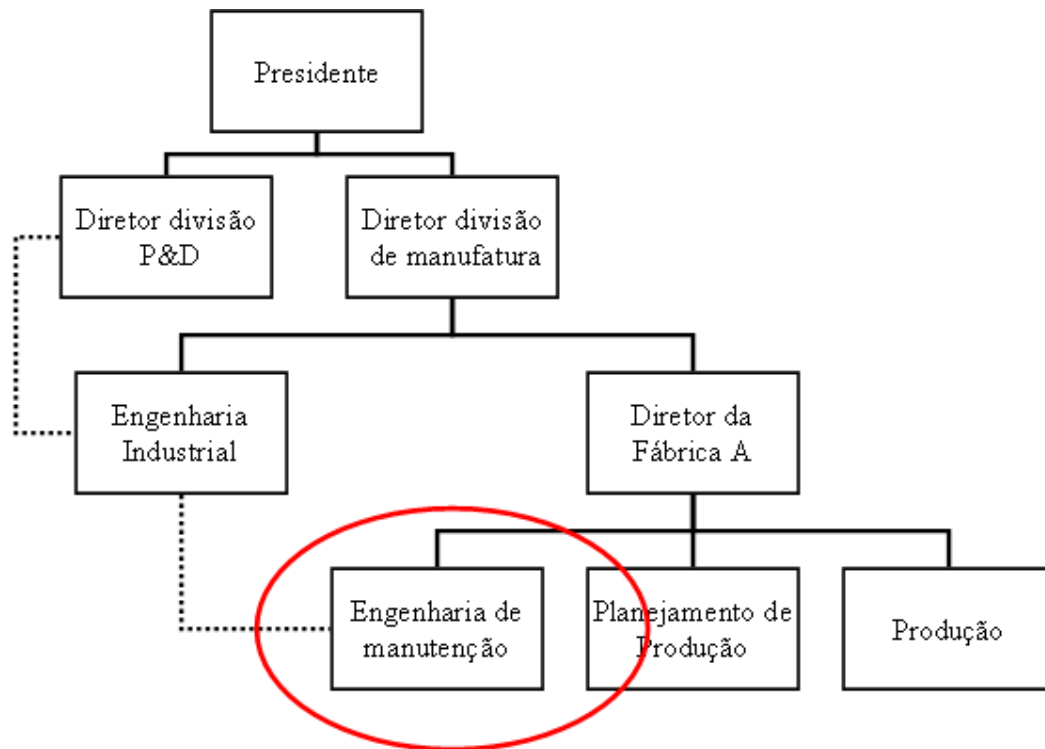 Presidente
Diretor divisão
P&D
Diretor divisão
de manufatura
Engenharia
Industrial
Diretor da
Fábrica A
Engenharia de
manutenção
Planejamento de
Produção
Produção